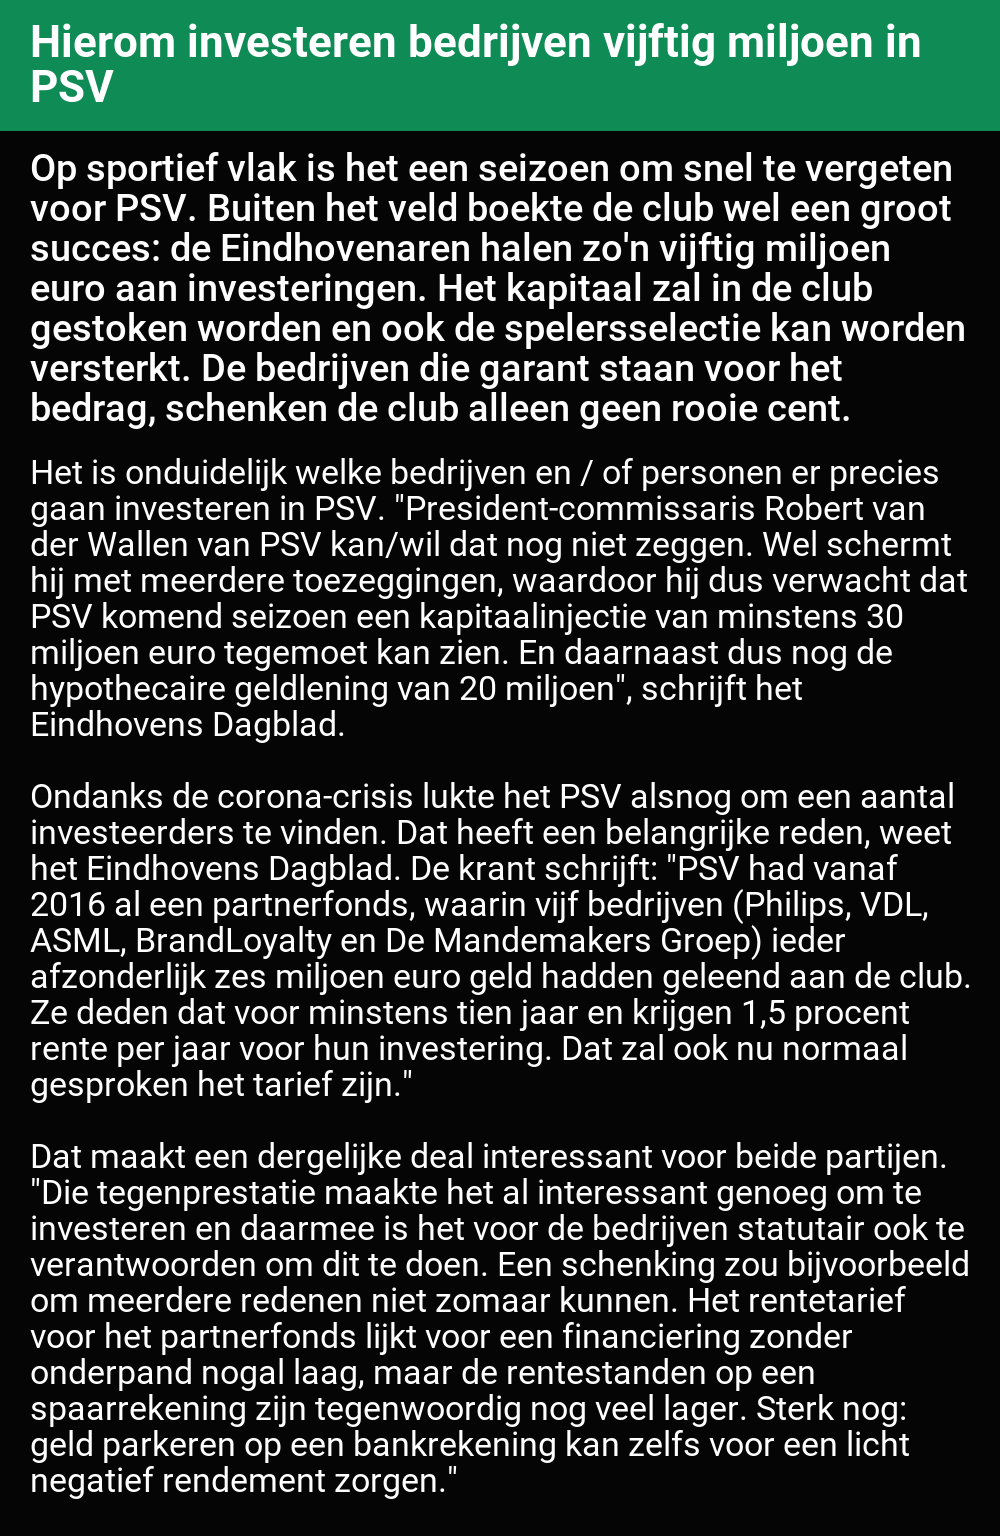 Hierom investeren bedrijven vijftig miljoen in
PSV
Op sportief vlak is het een seizoen om snel te vergeten
voor PSV. Buiten het veld boekte de club wel een groot
succes: de Eindhovenaren halen zo'n vijftig miljoen
euro aan investeringen. Het kapitaal zal in de club
gestoken worden en ook de spelersselectie kan worden
versterkt. De bedrijven die garant staan voor het
bedrag, schenken de club alleen geen rooie cent.
Het is onduidelijk welke bedrijven en / of personen er precies
gaan investeren in PSV. "President-commissaris Robert van
der Wallen van PSV kan/wil dat nog niet zeggen. Wel schermt
hij met meerdere toezeggingen, waardoor hij dus verwacht dat
PSV komend seizoen een kapitaalinjectie van minstens 30
miljoen euro tegemoet kan zien. En daarnaast dus nog de
hypothecaire geldlening van 20 miljoen", schrijft het
Eindhovens Dagblad.
Ondanks de corona-crisis lukte het PSV alsnog om een aantal
investeerders te vinden. Dat heeft een belangrijke reden, weet
het Eindhovens Dagblad. De krant schrijft: "PSV had vanaf
2016 al een partnerfonds, waarin vijf bedrijven (Philips, VDL,
ASML, BrandLoyalty en De Mandemakers Groep) ieder
afzonderlijk zes miljoen euro geld hadden geleend aan de club.
Ze deden dat voor minstens tien jaar en krijgen 1,5 procent
rente per jaar voor hun investering. Dat zal ook nu normaal
gesproken het tarief zijn."
Dat maakt een dergelijke deal interessant voor beide partijen.
"Die tegenprestatie maakte het al interessant genoeg om te
investeren en daarmee is het voor de bedrijven statutair ook te
verantwoorden om dit te doen. Een schenking zou bijvoorbeeld
om meerdere redenen niet zomaar kunnen. Het rentetarief
voor het partnerfonds lijkt voor een financiering zonder
onderpand nogal laag, maar de rentestanden op een
spaarrekening zijn tegenwoordig nog veel lager. Sterk nog:
geld parkeren op een bankrekening kan zelfs voor een licht
negatief rendement zorgen."